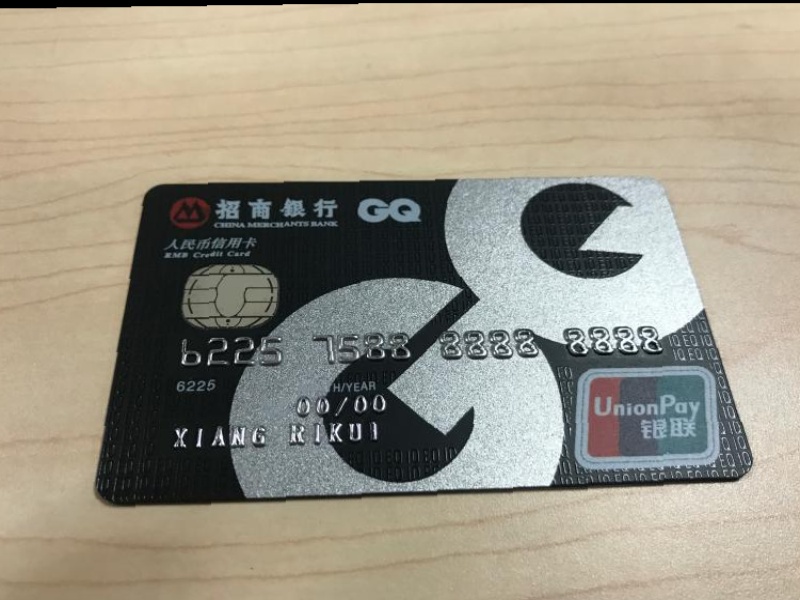 招商银行 GQ
CHINA MERCHANTS BANK
人民币信用卡
RMB Credit Card
6225 7588 8888 8888
6225
H/YEAR
00/00
XIANG RIKUI
UnionPay
银联